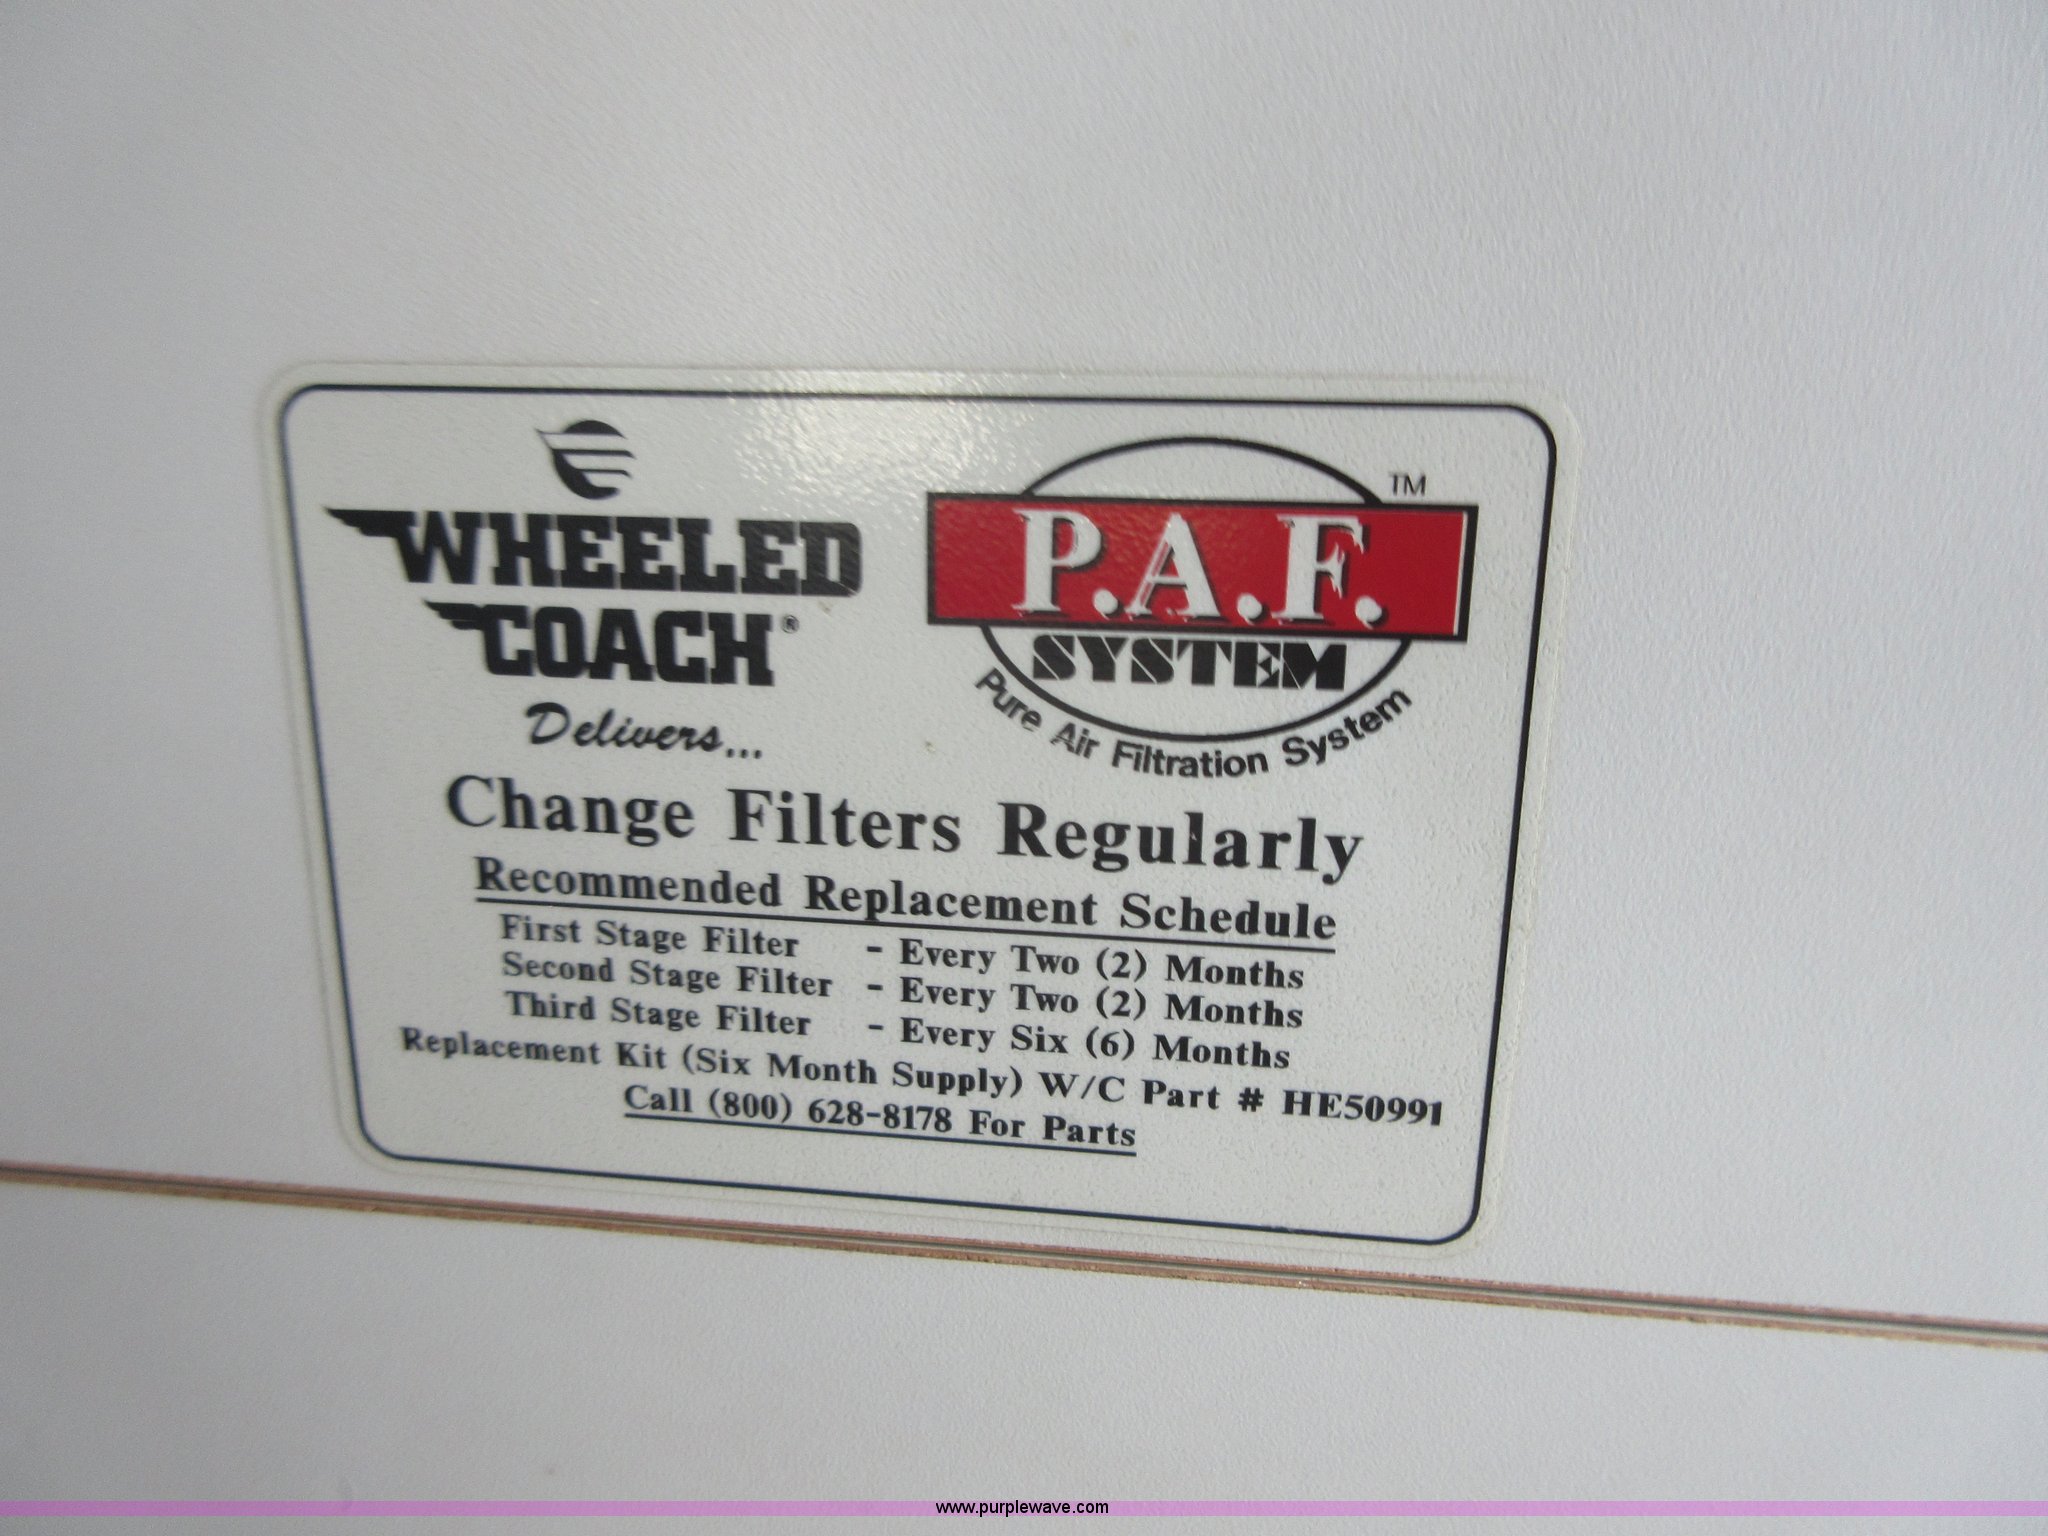 WHEELED
COACH®
Delivers...
P.A.F.™
SYSTEM
Pure Air Filtration System
Change Filters Regularly
Recommended Replacement Schedule
First Stage Filter - Every Two (2) Months
Second Stage Filter - Every Two (2) Months
Third Stage Filter - Every Six (6) Months
Replacement Kit (Six Month Supply) W/C Part # HE50991
Call (800) 628-8178 For Parts
www.purplewave.com